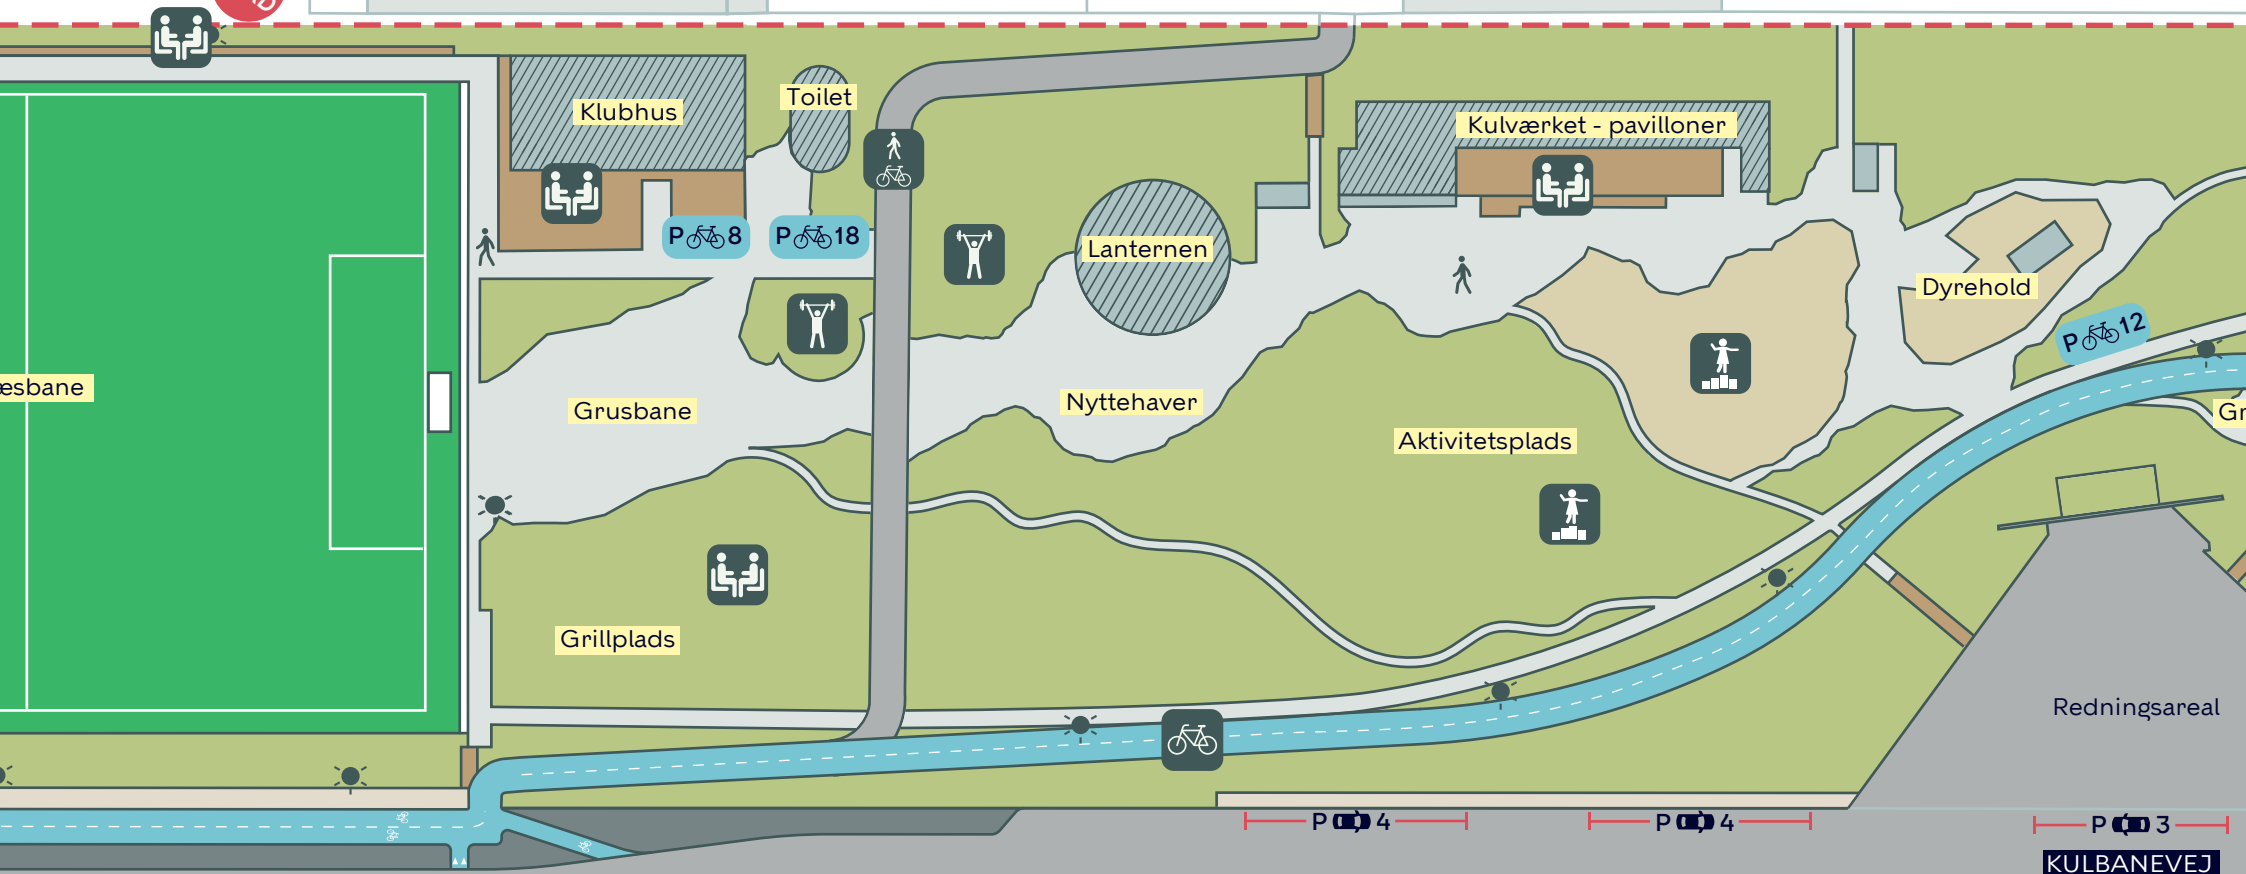 Klubhus
Toilet
Kulværket - pavilloner
P 8
P 18
Lanternen
Dyrehold
P 12
æsbane
Grusbane
Nyttehaver
Aktivitetsplads
Gr
Grillplads
Redningsareal
P 4
P 4
P 3
KULBANEVEJ